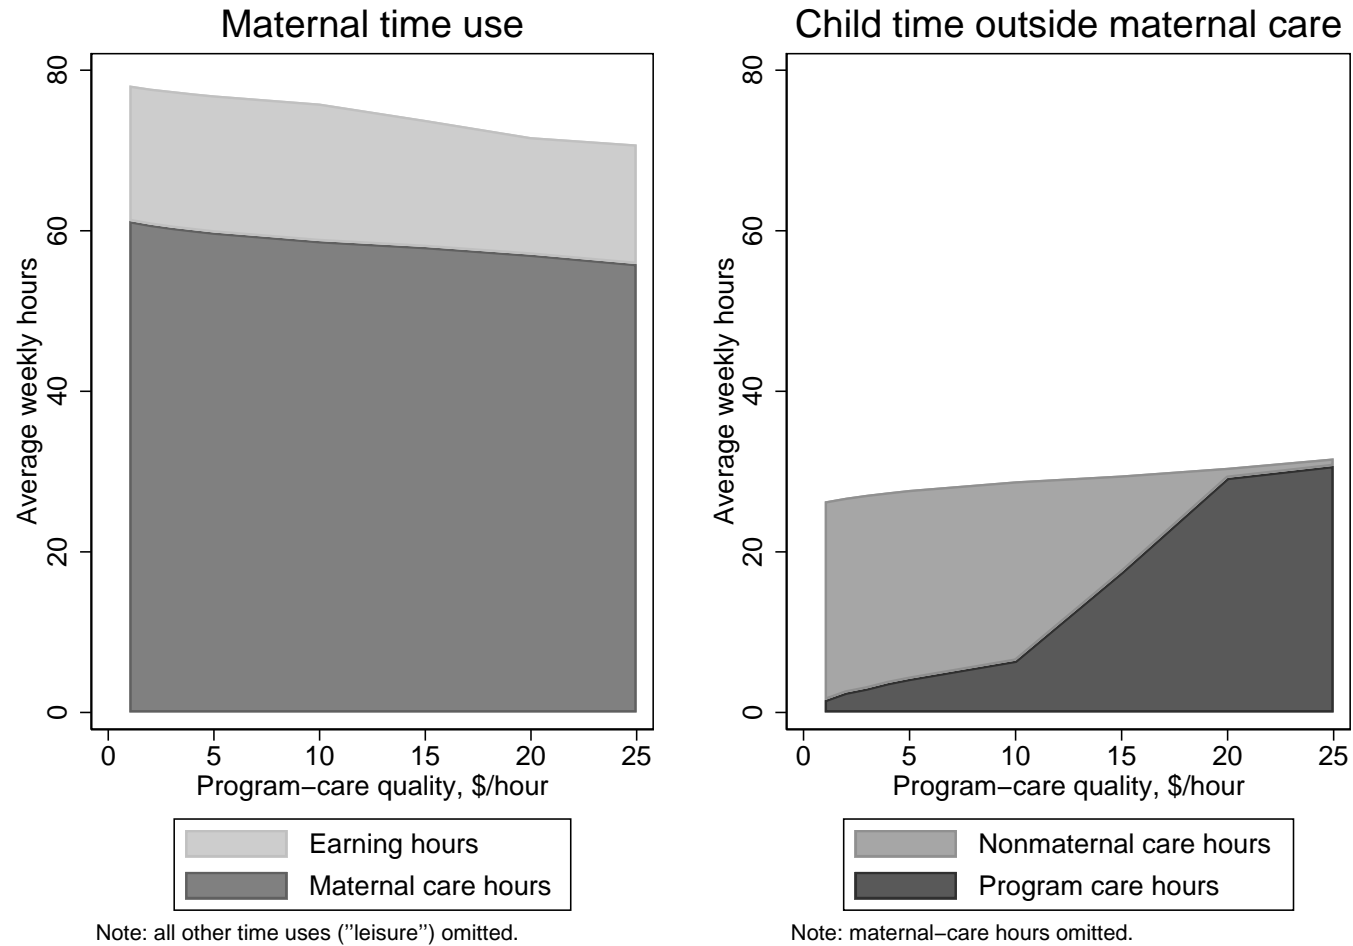 Maternal time use
Average weekly hours
80
60
40
20
0
0 5 10 15 20 25
Program−care quality, $/hour
Earning hours
Maternal care hours
Note: all other time uses (''leisure'') omitted.
Child time outside maternal care
Average weekly hours
80
60
40
20
0
0 5 10 15 20 25
Program−care quality, $/hour
Nonmaternal care hours
Program care hours
Note: maternal−care hours omitted.